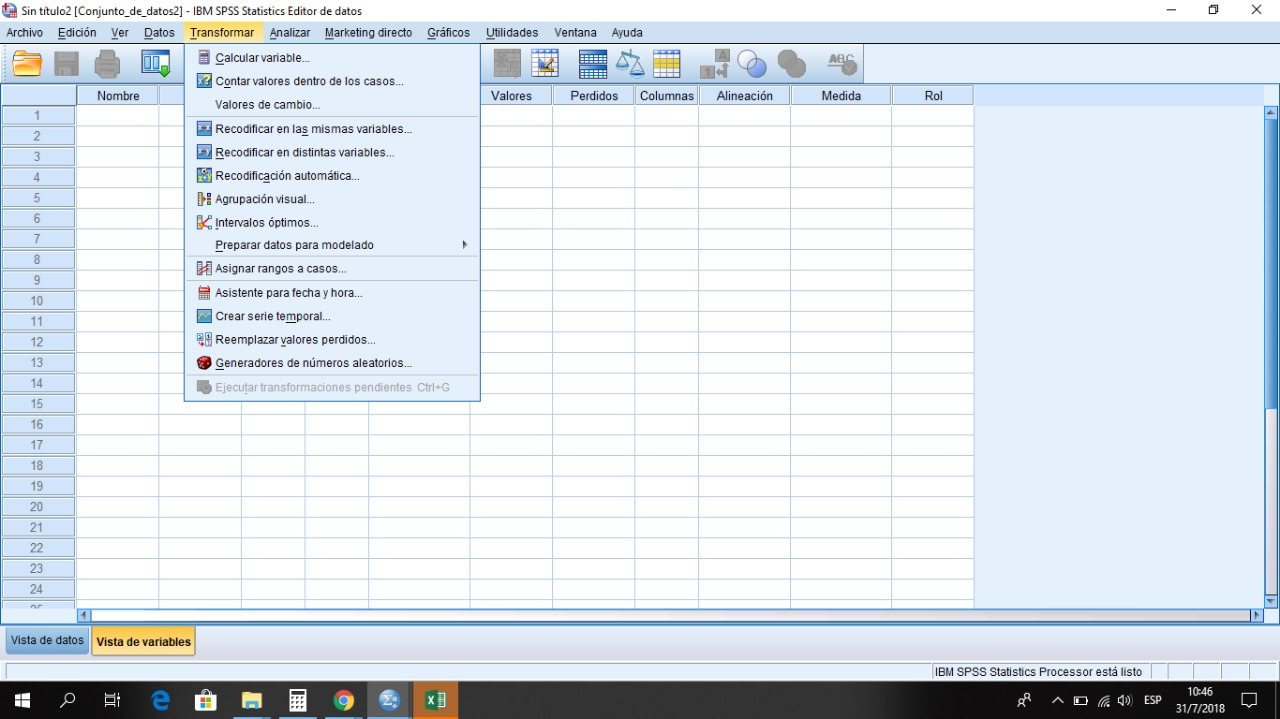 Sin título2 [Conjunto_de_datos2] - IBM SPSS Statistics Editor de datos
Archivo Edición Ver Datos Transformar Analizar Marketing directo Gráficos Utilidades Ventana Ayuda
Calcular variable...
Contar valores dentro de los casos...
Valores de cambio...
Recodificar en las mismas variables...
Recodificar en distintas variables...
Recodificación automática...
Agrupación visual...
Intervalos óptimos...
Preparar datos para modelado
Asignar rangos a casos...
Asistente para fecha y hora...
Crear serie temporal...
Reemplazar valores perdidos...
Generadores de números aleatorios...
Ejecutar transformaciones pendientes Ctrl+G
Nombre Valores Perdidos Columnas Alineación Medida Rol
1
2
3
4
5
6
7
8
9
10
11
12
13
14
15
16
17
18
19
20
21
22
23
24
Vista de datos Vista de variables
IBM SPSS Statistics Processor está listo
ESP
10:46
31/7/2018